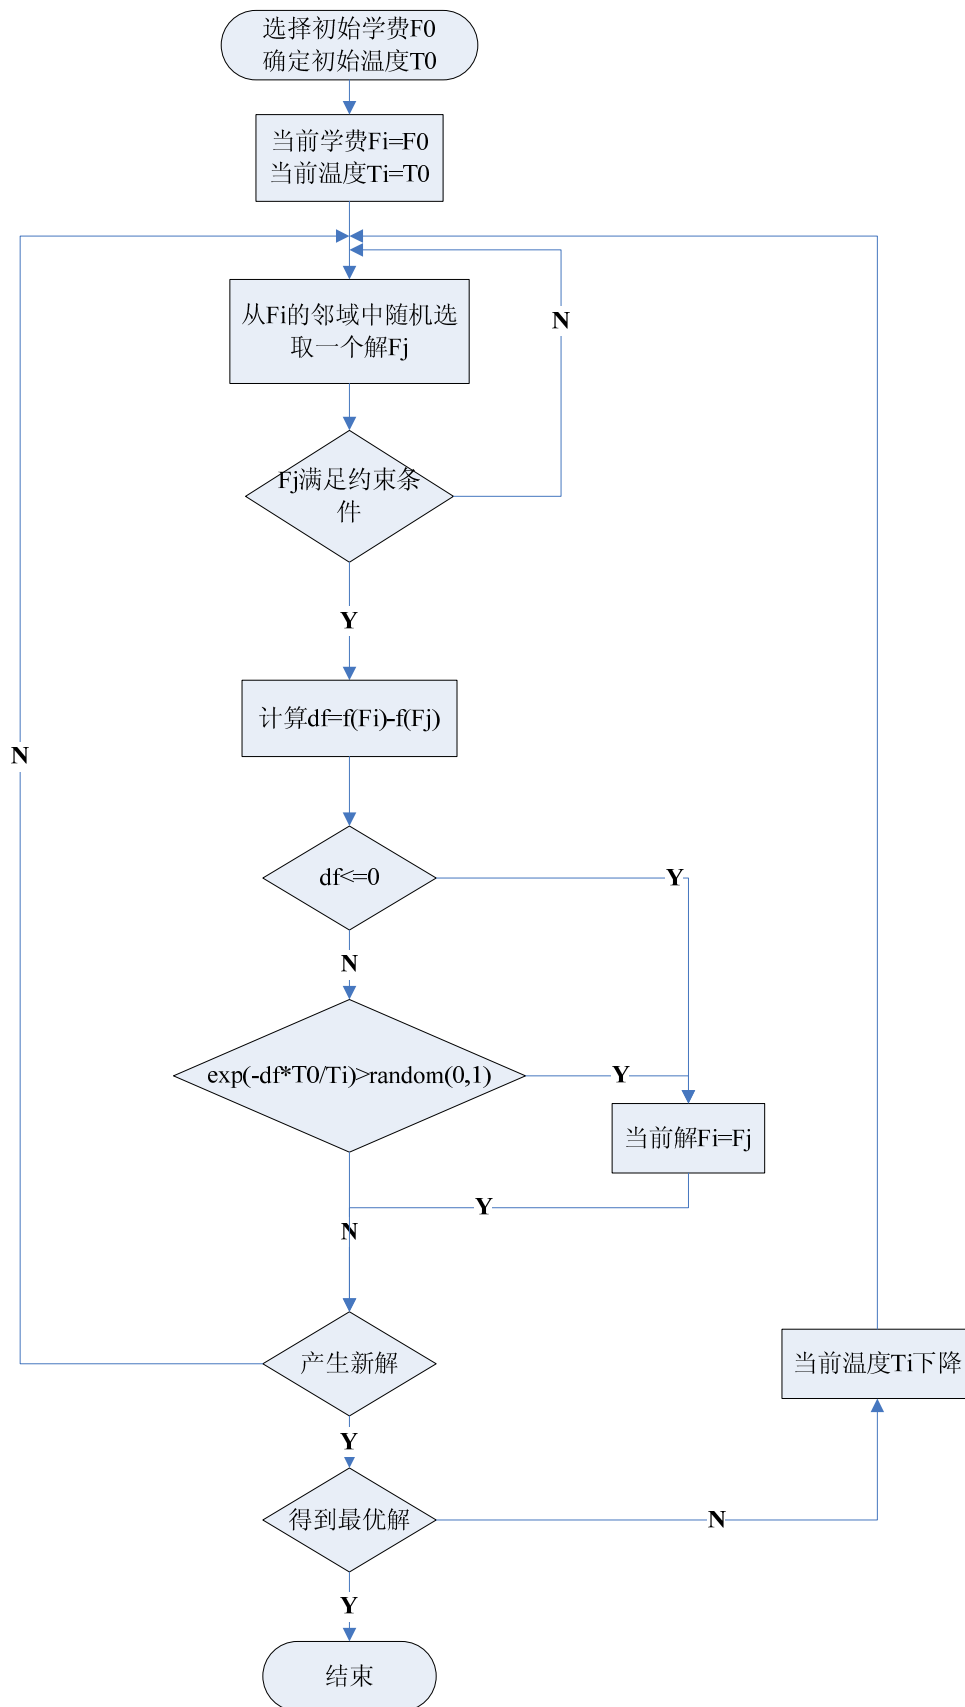 选择初始学费F0
确定初始温度T0
当前学费Fi=F0
当前温度Ti=T0
从Fi的邻域中随机选
取一个解Fj
N
Fj满足约束条
件
Y
计算df=f(Fi)-f(Fj)
N
df<=0
Y
N
exp(-df*T0/Ti)>random(0,1)
Y
当前解Fi=Fj
Y
N
产生新解
当前温度Ti下降
Y
得到最优解
N
Y
结束